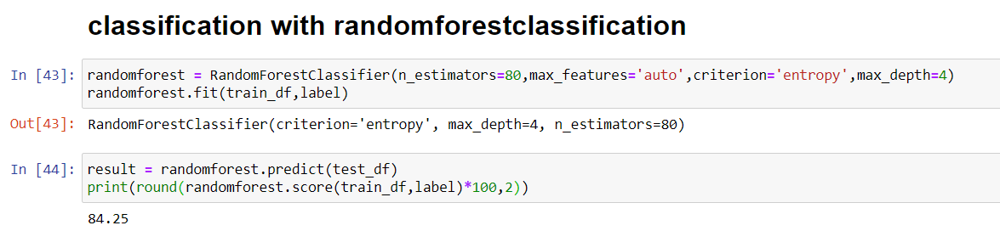 classification with randomforestclassification
In [43]: randomforest = RandomForestClassifier(n_estimators=80,max_features='auto',criterion='entropy',max_depth=4)
randomforest.fit(train_df,label)
Out[43]: RandomForestClassifier(criterion='entropy', max_depth=4, n_estimators=80)
In [44]: result = randomforest.predict(test_df)
print(round(randomforest.score(train_df,label)*100,2))
84.25